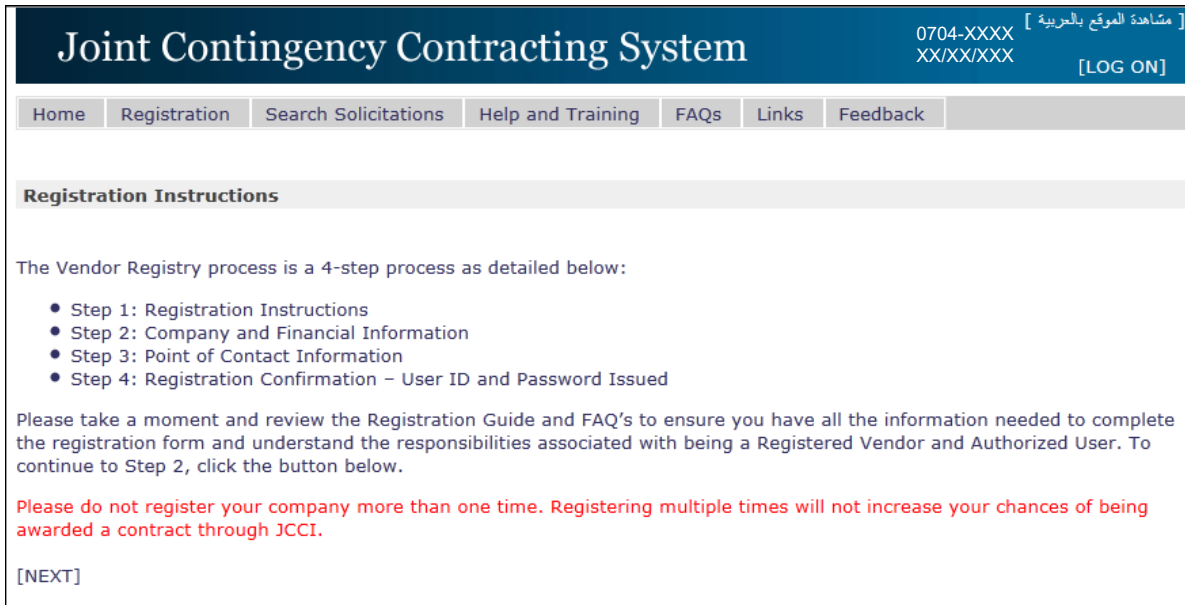 Joint Contingency Contracting System
0704-XXXX
XX/XX/XXX
[ مشاهدة الموقع بالعربية ]
[LOG ON]
Home Registration Search Solicitations Help and Training FAQs Links Feedback
Registration Instructions
The Vendor Registry process is a 4-step process as detailed below:
• Step 1: Registration Instructions
• Step 2: Company and Financial Information
• Step 3: Point of Contact Information
• Step 4: Registration Confirmation – User ID and Password Issued
Please take a moment and review the Registration Guide and FAQ's to ensure you have all the information needed to complete
the registration form and understand the responsibilities associated with being a Registered Vendor and Authorized User. To
continue to Step 2, click the button below.
Please do not register your company more than one time. Registering multiple times will not increase your chances of being
awarded a contract through JCCI.
[NEXT]